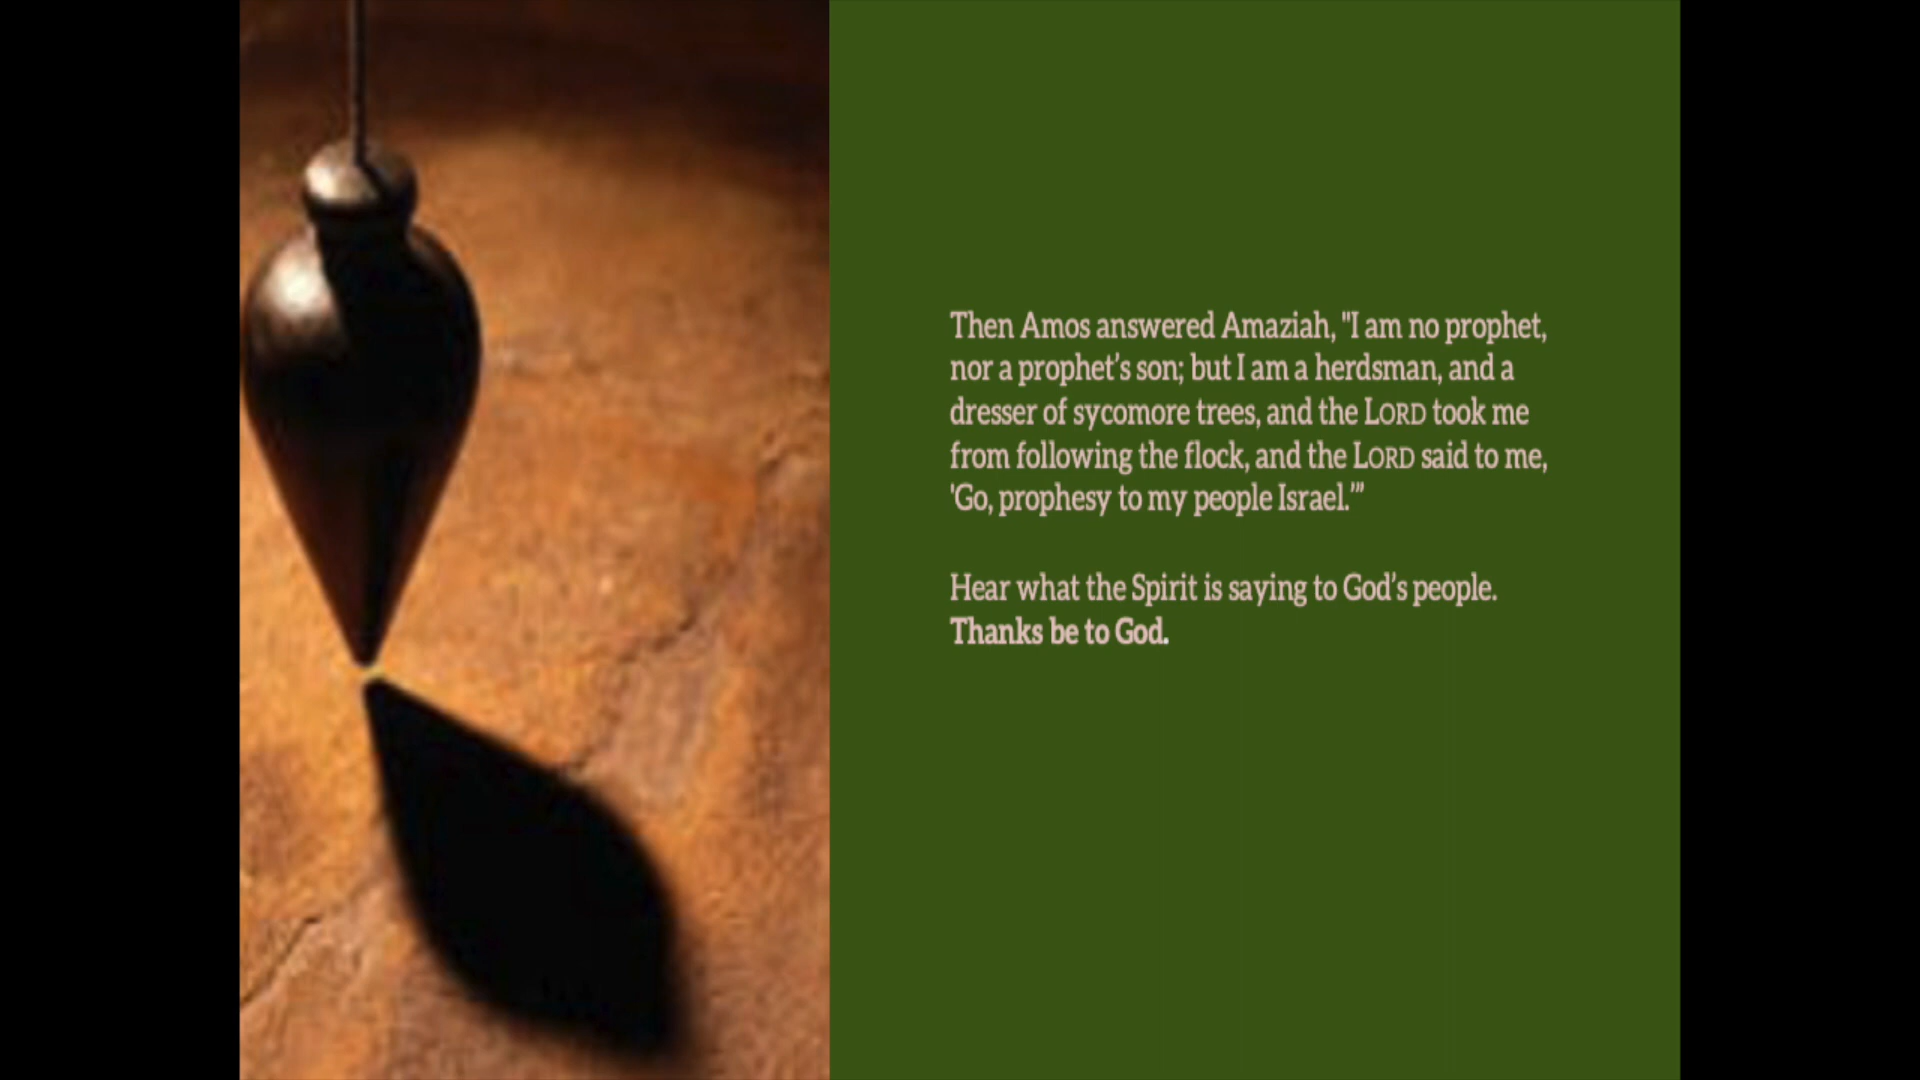 Then Amos answered Amaziah, "I am no prophet,
nor a prophet’s son; but I am a herdsman, and a
dresser of sycomore trees, and the LORD took me
from following the flock, and the LORD said to me,
'Go, prophesy to my people Israel.’”
Hear what the Spirit is saying to God’s people.
Thanks be to God.